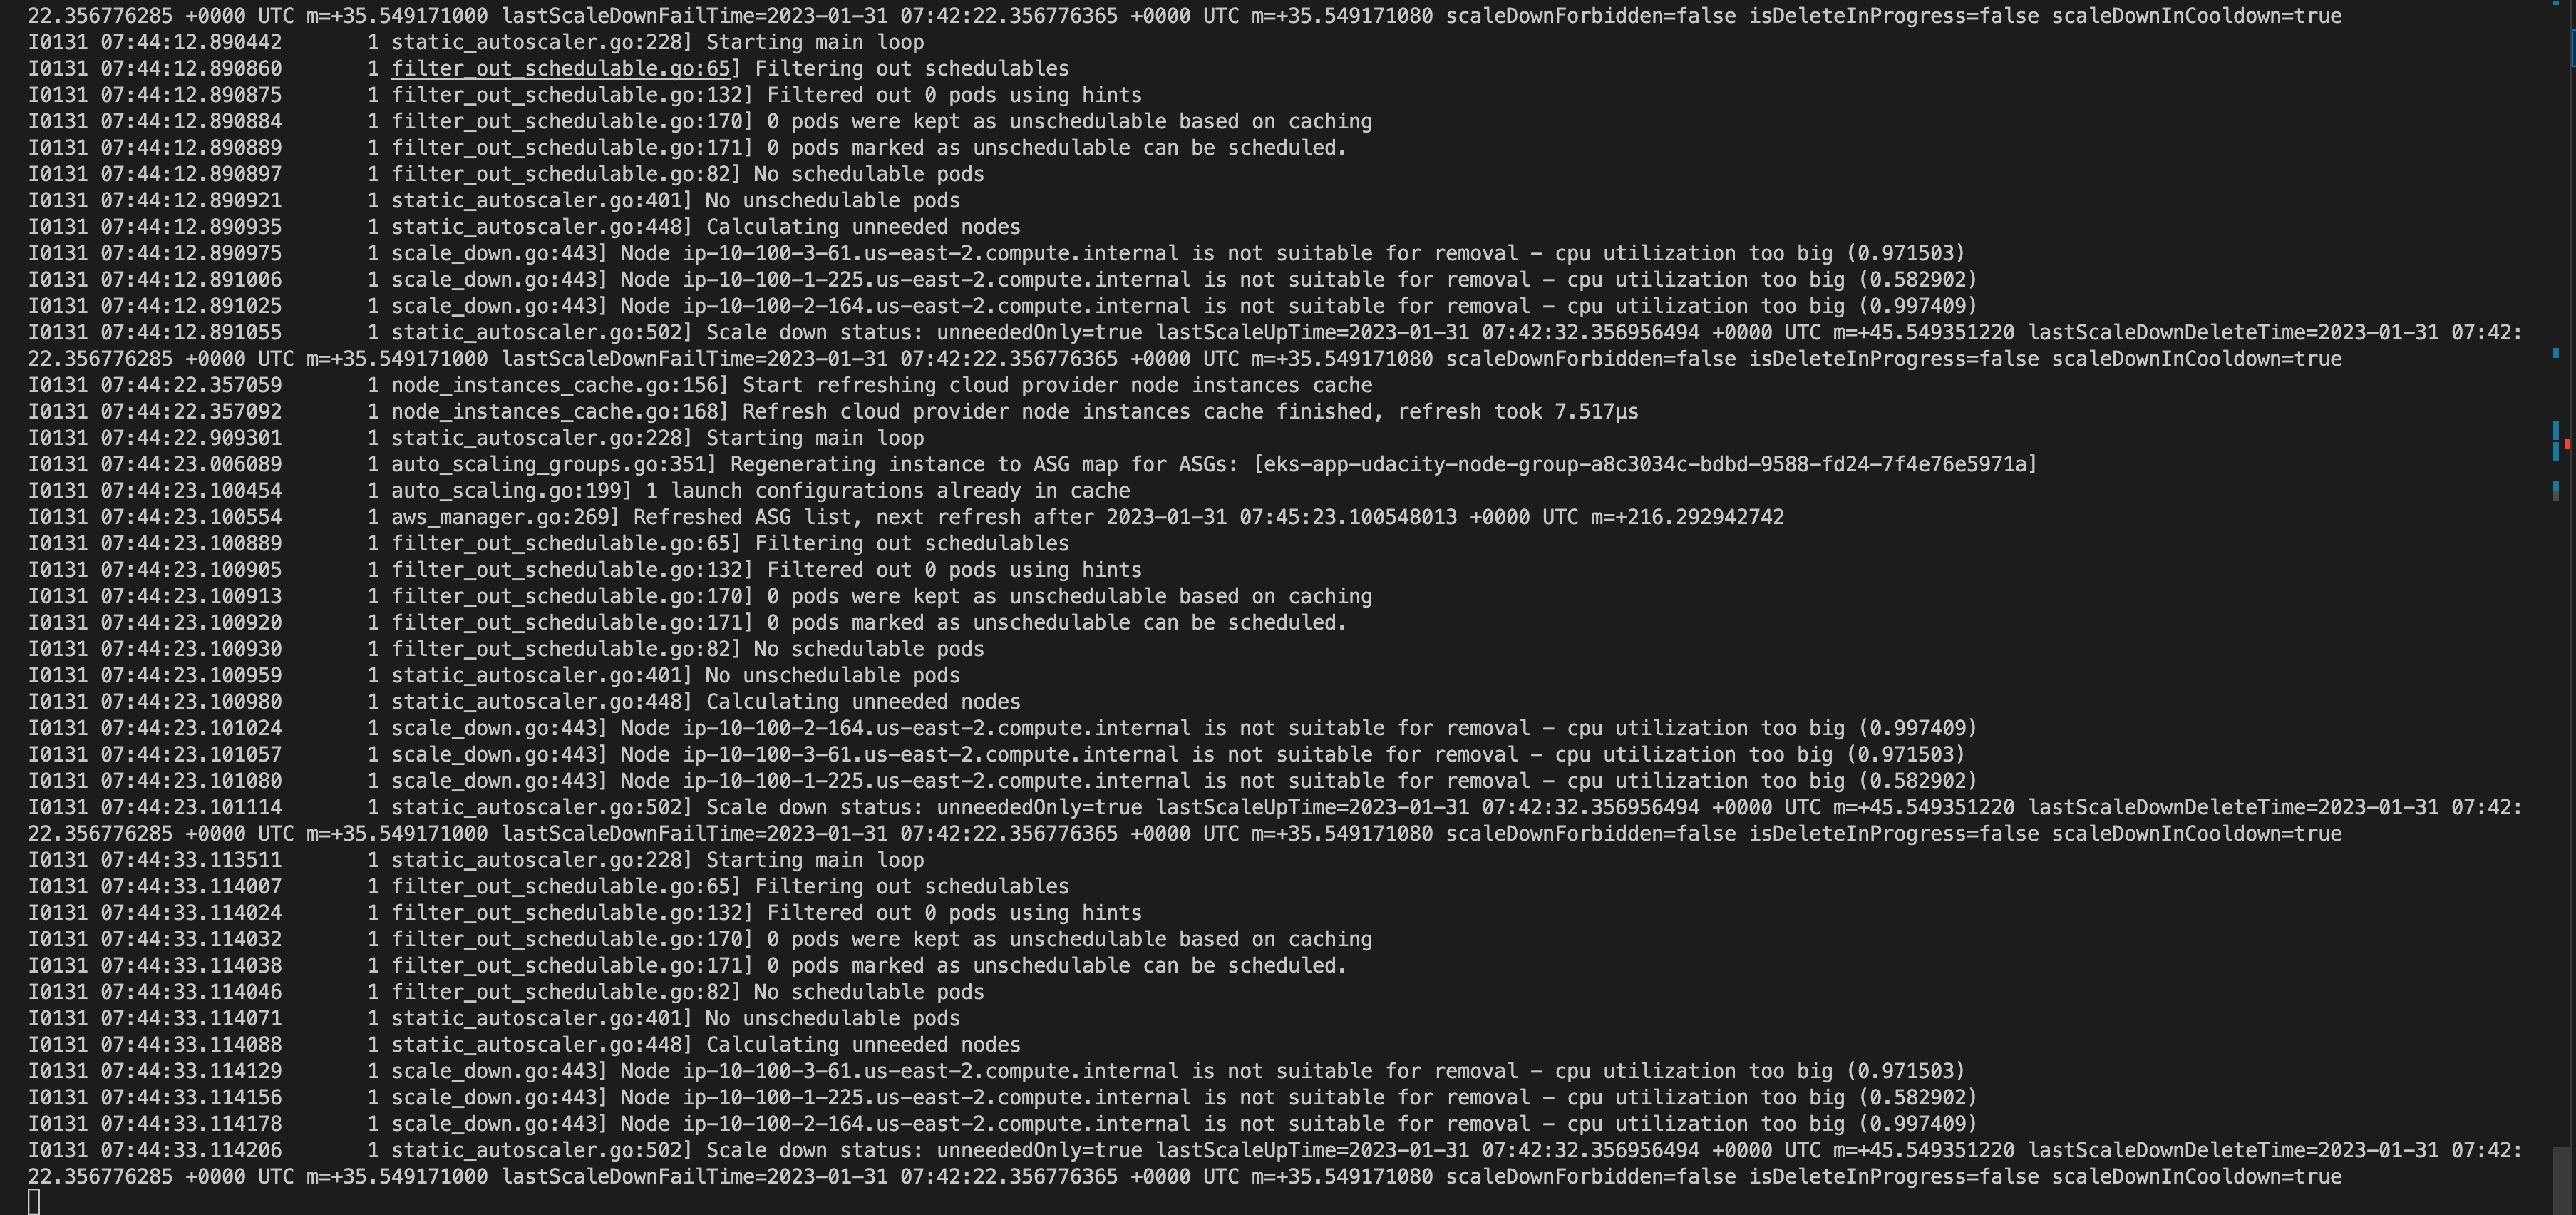 22.356776285 +0000 UTC m=+35.549171000 lastScaleDownFailTime=2023-01-31 07:42:22.356776365 +0000 UTC m=+35.549171080 scaleDownForbidden=false isDeleteInProgress=false scaleDownInCooldown=true
I0131 07:44:12.890442       1 static_autoscaler.go:228] Starting main loop
I0131 07:44:12.890860       1 filter_out_schedulable.go:65] Filtering out schedulables
I0131 07:44:12.890875       1 filter_out_schedulable.go:132] Filtered out 0 pods using hints
I0131 07:44:12.890884       1 filter_out_schedulable.go:170] 0 pods were kept as unschedulable based on caching
I0131 07:44:12.890889       1 filter_out_schedulable.go:171] 0 pods marked as unschedulable can be scheduled.
I0131 07:44:12.890897       1 filter_out_schedulable.go:82] No schedulable pods
I0131 07:44:12.890921       1 static_autoscaler.go:401] No unschedulable pods
I0131 07:44:12.890935       1 static_autoscaler.go:448] Calculating unneeded nodes
I0131 07:44:12.890975       1 scale_down.go:443] Node ip-10-100-3-61.us-east-2.compute.internal is not suitable for removal - cpu utilization too big (0.971503)
I0131 07:44:12.891006       1 scale_down.go:443] Node ip-10-100-1-225.us-east-2.compute.internal is not suitable for removal - cpu utilization too big (0.582902)
I0131 07:44:12.891025       1 scale_down.go:443] Node ip-10-100-2-164.us-east-2.compute.internal is not suitable for removal - cpu utilization too big (0.997409)
I0131 07:44:12.891055       1 static_autoscaler.go:502] Scale down status: unneededOnly=true lastScaleUpTime=2023-01-31 07:42:32.356956494 +0000 UTC m=+45.549351220 lastScaleDownDeleteTime=2023-01-31 07:42:
22.356776285 +0000 UTC m=+35.549171000 lastScaleDownFailTime=2023-01-31 07:42:22.356776365 +0000 UTC m=+35.549171080 scaleDownForbidden=false isDeleteInProgress=false scaleDownInCooldown=true
I0131 07:44:22.357059       1 node_instances_cache.go:156] Start refreshing cloud provider node instances cache
I0131 07:44:22.357092       1 node_instances_cache.go:168] Refresh cloud provider node instances cache finished, refresh took 7.517µs
I0131 07:44:22.909301       1 static_autoscaler.go:228] Starting main loop
I0131 07:44:23.006089       1 auto_scaling_groups.go:351] Regenerating instance to ASG map for ASGs: [eks-app-udacity-node-group-a8c3034c-bdbd-9588-fd24-7f4e76e5971a]
I0131 07:44:23.100454       1 auto_scaling.go:199] 1 launch configurations already in cache
I0131 07:44:23.100554       1 aws_manager.go:269] Refreshed ASG list, next refresh after 2023-01-31 07:45:23.100548013 +0000 UTC m=+216.292942742
I0131 07:44:23.100889       1 filter_out_schedulable.go:65] Filtering out schedulables
I0131 07:44:23.100905       1 filter_out_schedulable.go:132] Filtered out 0 pods using hints
I0131 07:44:23.100913       1 filter_out_schedulable.go:170] 0 pods were kept as unschedulable based on caching
I0131 07:44:23.100920       1 filter_out_schedulable.go:171] 0 pods marked as unschedulable can be scheduled.
I0131 07:44:23.100930       1 filter_out_schedulable.go:82] No schedulable pods
I0131 07:44:23.100959       1 static_autoscaler.go:401] No unschedulable pods
I0131 07:44:23.100980       1 static_autoscaler.go:448] Calculating unneeded nodes
I0131 07:44:23.101024       1 scale_down.go:443] Node ip-10-100-2-164.us-east-2.compute.internal is not suitable for removal - cpu utilization too big (0.997409)
I0131 07:44:23.101057       1 scale_down.go:443] Node ip-10-100-3-61.us-east-2.compute.internal is not suitable for removal - cpu utilization too big (0.971503)
I0131 07:44:23.101080       1 scale_down.go:443] Node ip-10-100-1-225.us-east-2.compute.internal is not suitable for removal - cpu utilization too big (0.582902)
I0131 07:44:23.101114       1 static_autoscaler.go:502] Scale down status: unneededOnly=true lastScaleUpTime=2023-01-31 07:42:32.356956494 +0000 UTC m=+45.549351220 lastScaleDownDeleteTime=2023-01-31 07:42:
22.356776285 +0000 UTC m=+35.549171000 lastScaleDownFailTime=2023-01-31 07:42:22.356776365 +0000 UTC m=+35.549171080 scaleDownForbidden=false isDeleteInProgress=false scaleDownInCooldown=true
I0131 07:44:33.113511       1 static_autoscaler.go:228] Starting main loop
I0131 07:44:33.114007       1 filter_out_schedulable.go:65] Filtering out schedulables
I0131 07:44:33.114024       1 filter_out_schedulable.go:132] Filtered out 0 pods using hints
I0131 07:44:33.114032       1 filter_out_schedulable.go:170] 0 pods were kept as unschedulable based on caching
I0131 07:44:33.114038       1 filter_out_schedulable.go:171] 0 pods marked as unschedulable can be scheduled.
I0131 07:44:33.114046       1 filter_out_schedulable.go:82] No schedulable pods
I0131 07:44:33.114071       1 static_autoscaler.go:401] No unschedulable pods
I0131 07:44:33.114088       1 static_autoscaler.go:448] Calculating unneeded nodes
I0131 07:44:33.114129       1 scale_down.go:443] Node ip-10-100-3-61.us-east-2.compute.internal is not suitable for removal - cpu utilization too big (0.971503)
I0131 07:44:33.114156       1 scale_down.go:443] Node ip-10-100-1-225.us-east-2.compute.internal is not suitable for removal - cpu utilization too big (0.582902)
I0131 07:44:33.114178       1 scale_down.go:443] Node ip-10-100-2-164.us-east-2.compute.internal is not suitable for removal - cpu utilization too big (0.997409)
I0131 07:44:33.114206       1 static_autoscaler.go:502] Scale down status: unneededOnly=true lastScaleUpTime=2023-01-31 07:42:32.356956494 +0000 UTC m=+45.549351220 lastScaleDownDeleteTime=2023-01-31 07:42:
22.356776285 +0000 UTC m=+35.549171000 lastScaleDownFailTime=2023-01-31 07:42:22.356776365 +0000 UTC m=+35.549171080 scaleDownForbidden=false isDeleteInProgress=false scaleDownInCooldown=true